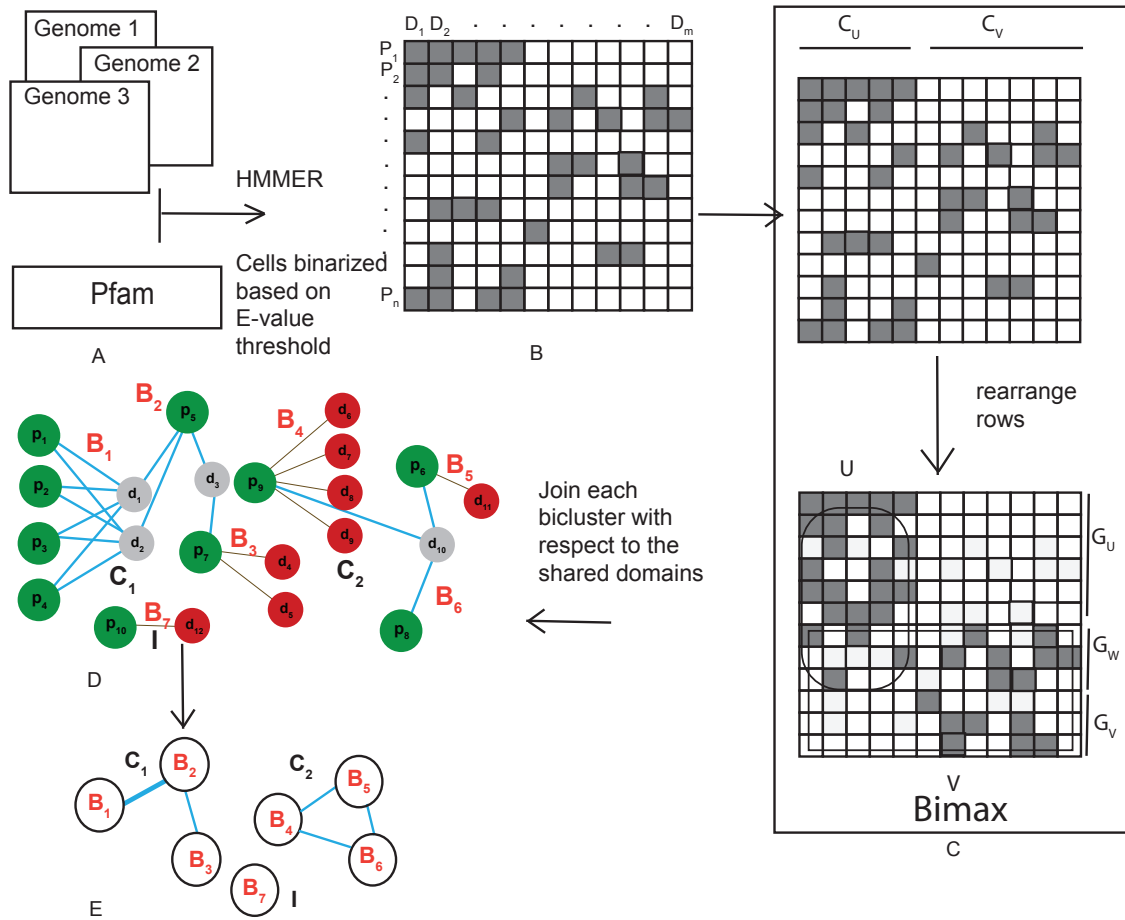 Genome 1
Genome 2
Genome 3
HMMER
Pfam
Cells binarized
based on
E-value
threshold
A
D1 D2 . . . . . . . Dm
P1
P2
.
.
.
.
.
.
.
.
Pn
B
CU CV
rearrange
rows
U
GU
GW
GV
V
Bimax
C
B1
B2
B3
B4
B5
B6
B7
p1
p2
p3
p4
p5
p6
p7
p8
p9
p10
d1
d2
d3
d4
d5
d6
d7
d8
d9
d10
d11
d12
C1
C2
I
D
Join each
bicluster with
respect to the
shared domains
C1
C2
B1
B2
B3
B4
B5
B6
B7
I
E